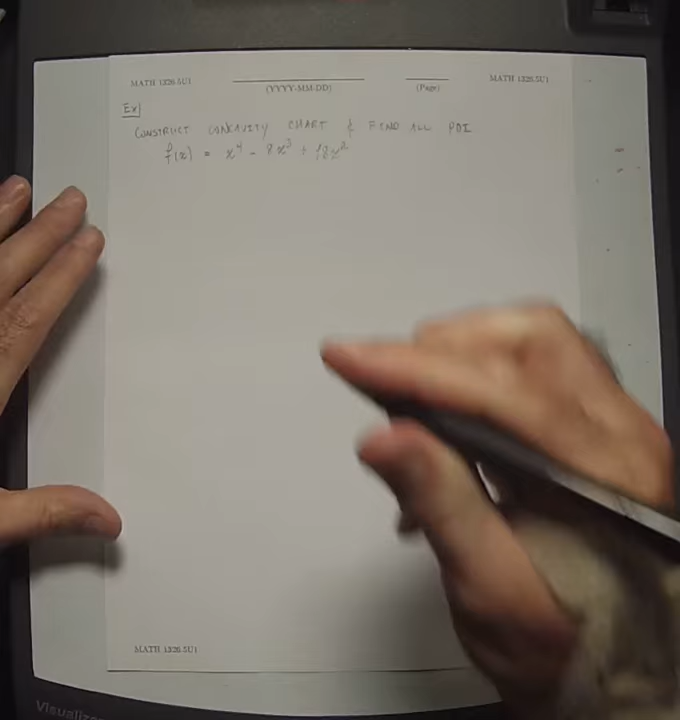 MATH 1326.5U1 (YYYY-MM-DD) (Page) MATH 1326.5U1
Ex)
CONSTRUCT CONCAVITY CHART & FIND ALL POI
f(x) = x⁴ - 8x³ + 18x²
MATH 1326.5U1
Visualiz